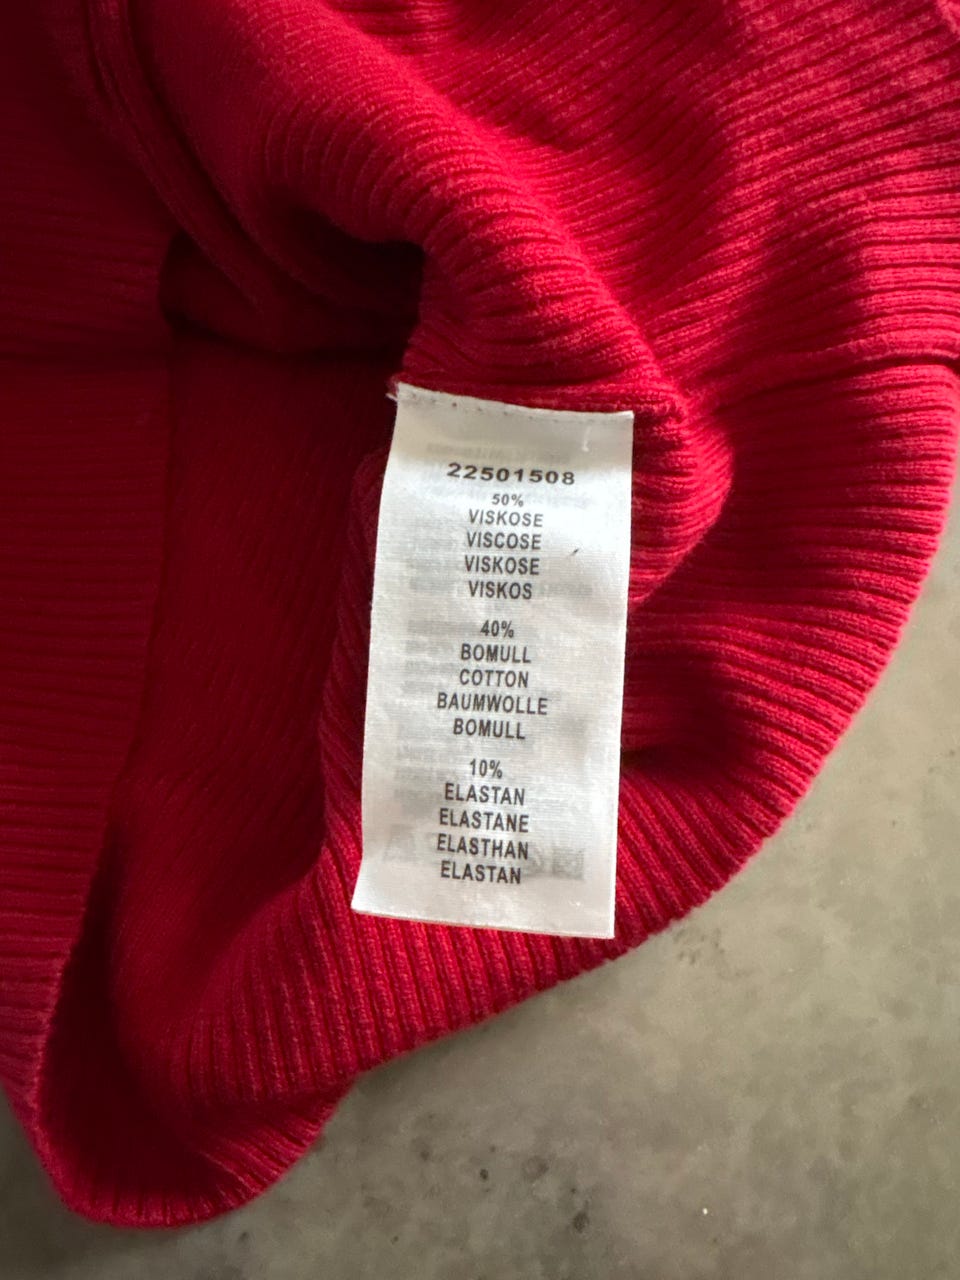 22501508
50%
VISKOSE
VISCOSE
VISKOSE
VISKOS
40%
BOMULL
COTTON
BAUMWOLLE
BOMULL
10%
ELASTAN
ELASTANE
ELASTHAN
ELASTAN